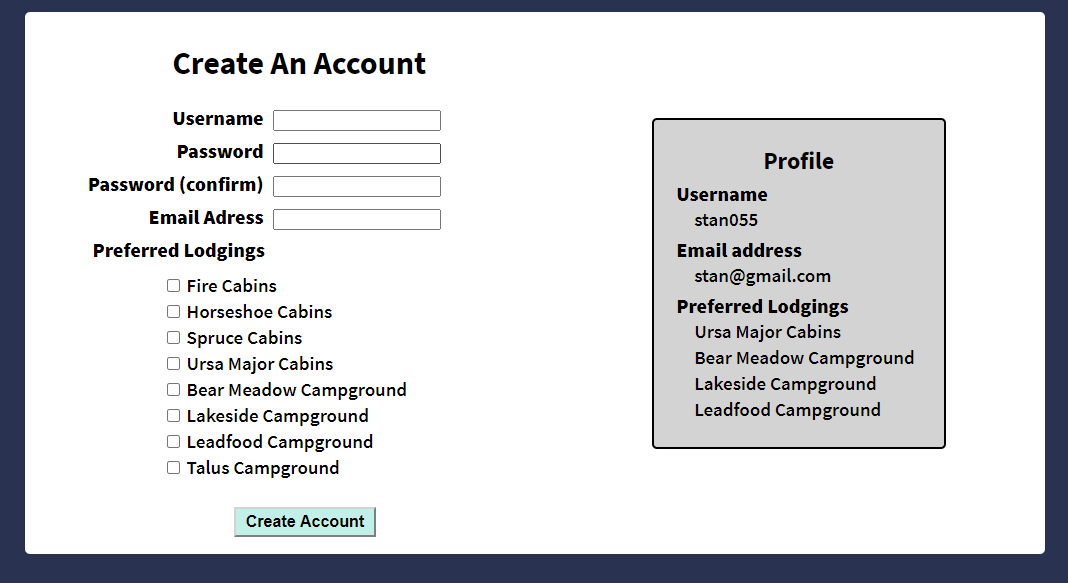 Create An Account
Username
Password
Password (confirm)
Email Adress
Preferred Lodgings
Fire Cabins
Horseshoe Cabins
Spruce Cabins
Ursa Major Cabins
Bear Meadow Campground
Lakeside Campground
Leadfood Campground
Talus Campground
Create Account
Profile
Username
stan055
Email address
stan@gmail.com
Preferred Lodgings
Ursa Major Cabins
Bear Meadow Campground
Lakeside Campground
Leadfood Campground